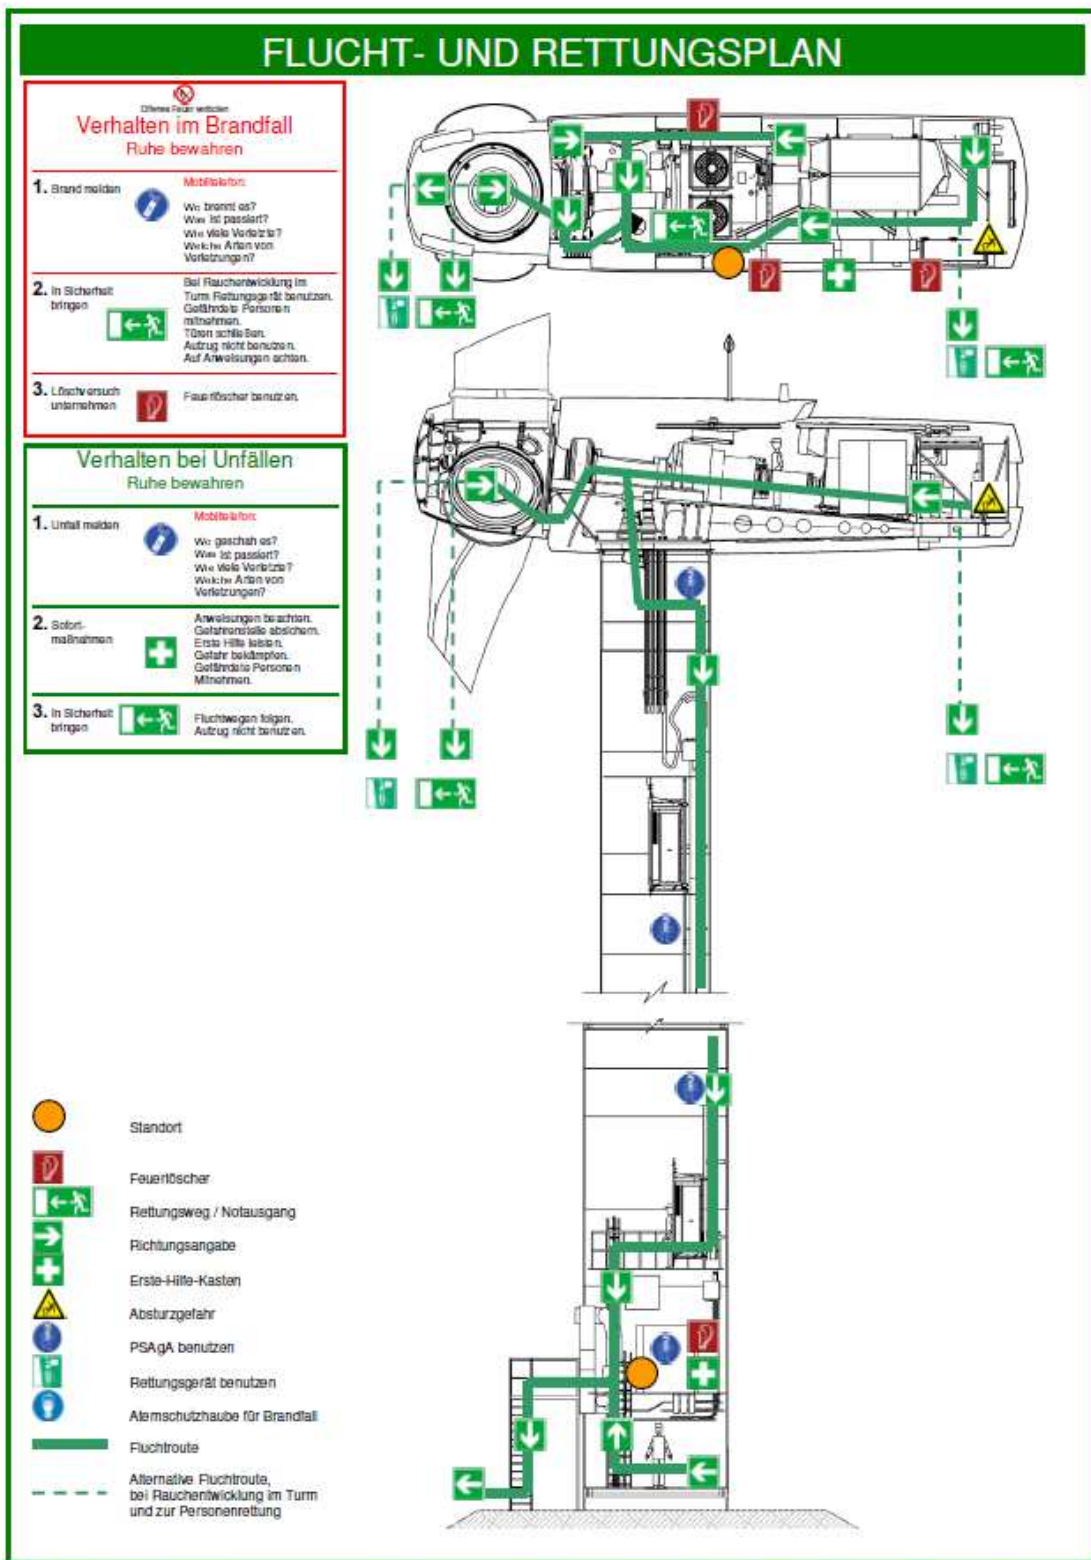 FLUCHT- UND RETTUNGSPLAN
Offenes Feuer verboten
Verhalten im Brandfall
Ruhe bewahren
1. Brand melden
Mobiltelefon:
Wo brennt es?
Was ist passiert?
Wie viele Verletzte?
Welche Arten von
Verletzungen?
2. In Sicherheit
bringen
Bei Rauchentwicklung im
Turm Rettungsgerät benutzen.
Gefährdete Personen
mitnehmen.
Türen schließen.
Aufzug nicht benutzen.
Auf Anweisungen achten.
3. Löschversuch
unternehmen
Feuerlöscher benutzen.
Verhalten bei Unfällen
Ruhe bewahren
1. Unfall melden
Mobiltelefon:
Wo geschah es?
Was ist passiert?
Wie viele Verletzte?
Welche Arten von
Verletzungen?
2. Sofort-
maßnahmen
Anweisungen beachten.
Gefahrenstelle absichern.
Erste Hilfe leisten.
Gefahr bekämpfen.
Gefährdete Personen
Mitnehmen.
3. In Sicherheit
bringen
Fluchtwegen folgen.
Aufzug nicht benutzen.
Standort
Feuerlöscher
Rettungsweg / Notausgang
Richtungsangabe
Erste-Hilfe-Kasten
Absturzgefahr
PSAgA benutzen
Rettungsgerät benutzen
Atemschutzhaube für Brandfall
Fluchtroute
Alternative Fluchtroute,
bei Rauchentwicklung im Turm
und zur Personenrettung